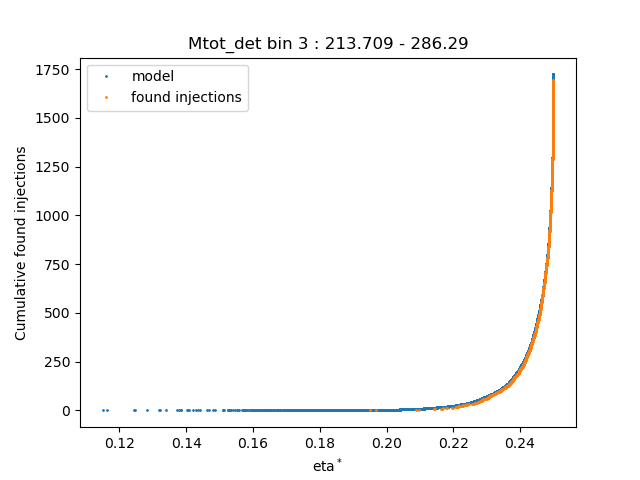 Mtot_det bin 3 : 213.709 - 286.29
model
found injections
Cumulative found injections
1750
1500
1250
1000
750
500
250
0
0.12 0.14 0.16 0.18 0.20 0.22 0.24
eta*